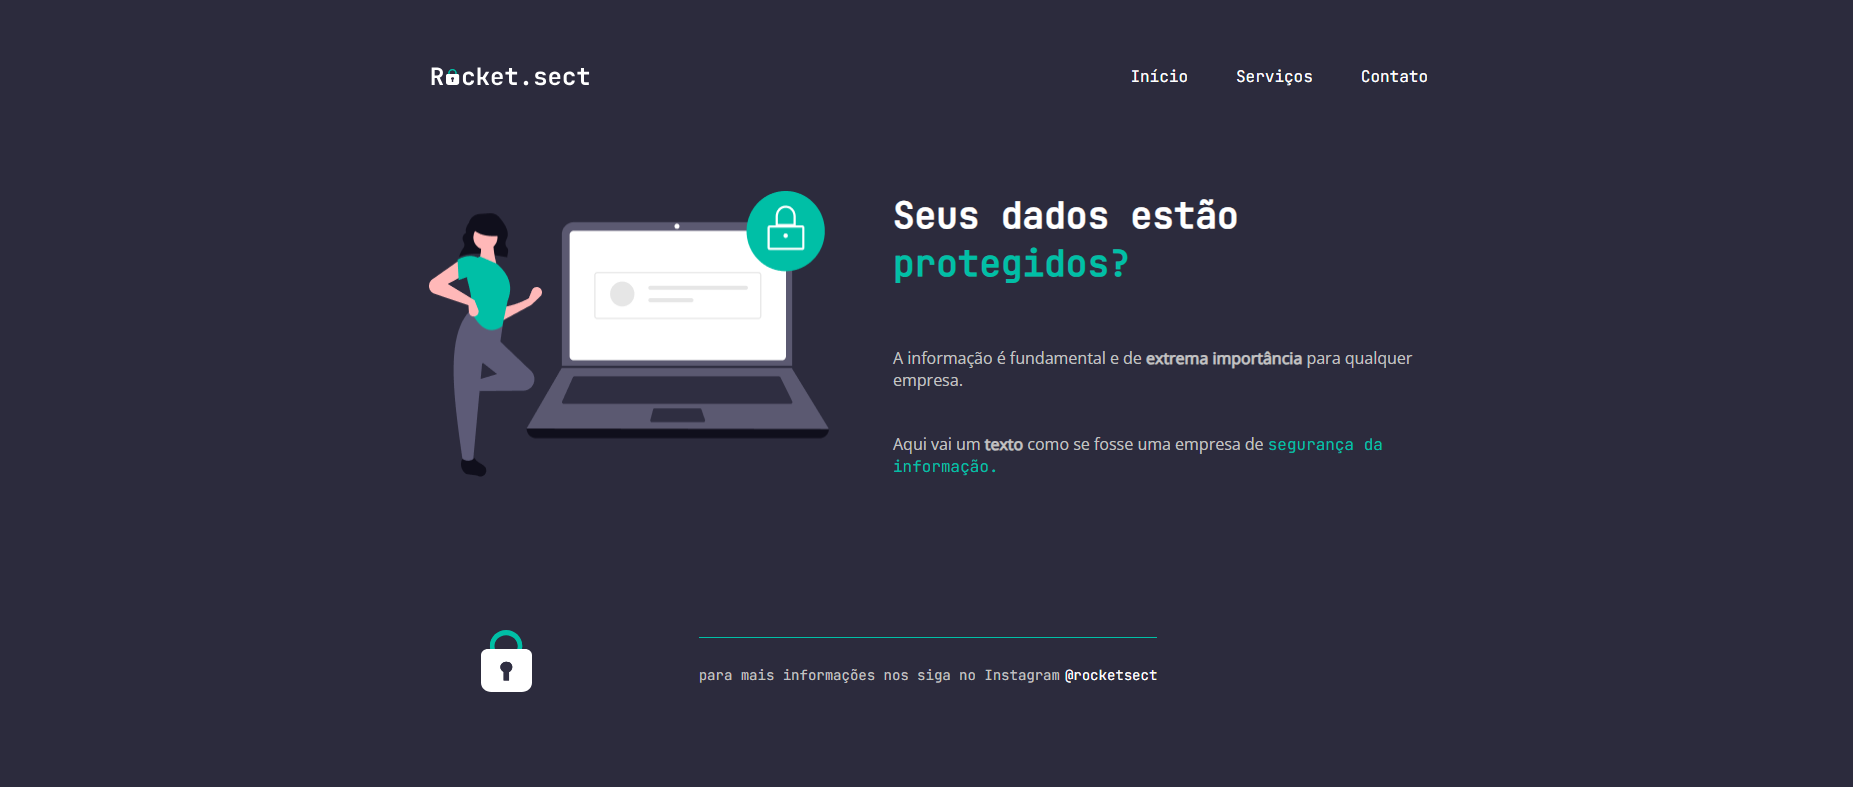 Rocket.sect
Início Serviços Contato
Seus dados estão
protegidos?
A informação é fundamental e de extrema importância para qualquer
empresa.
Aqui vai um texto como se fosse uma empresa de segurança da
informação.
para mais informações nos siga no Instagram @rocketsect